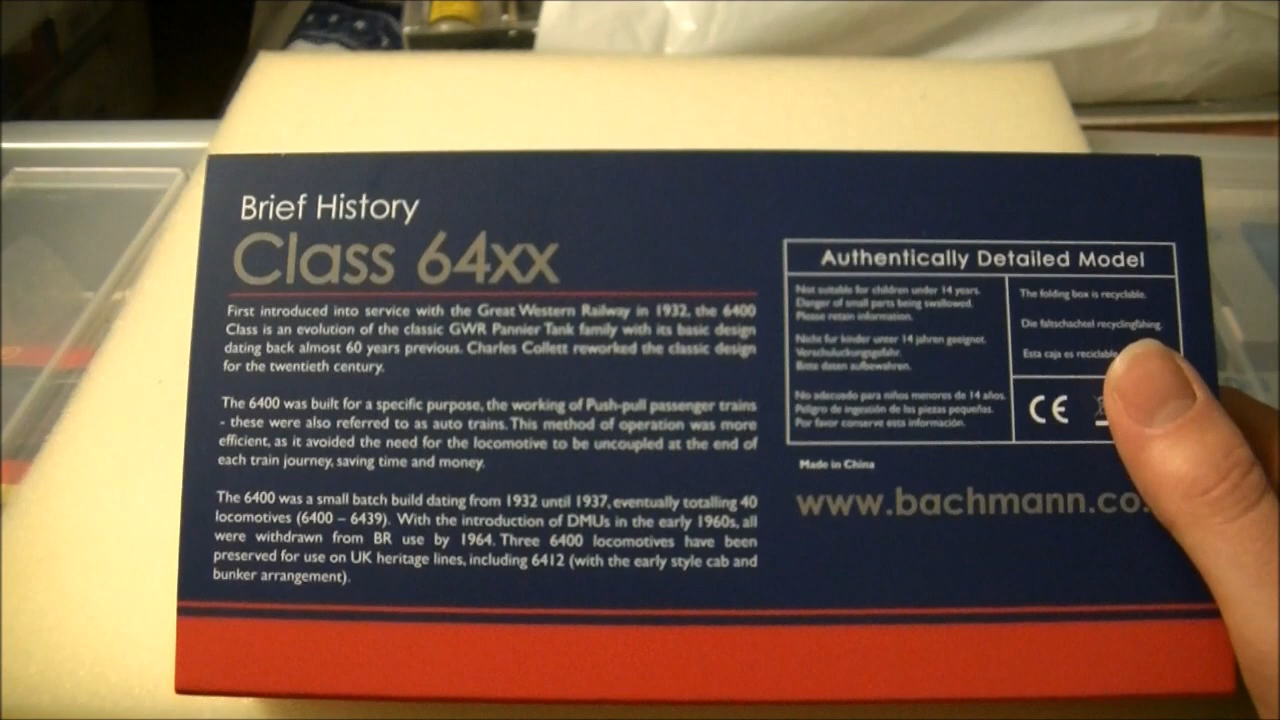 Brief History
Class 64xx
First introduced into service with the Great Western Railway in 1932, the 6400
Class is an evolution of the classic GWR Pannier Tank family with its basic design
dating back almost 60 years previous. Charles Collett reworked the classic design
for the twentieth century.
The 6400 was built for a specific purpose, the working of Push-pull passenger trains
- these were also referred to as auto trains. This method of operation was more
efficient, as it avoided the need for the locomotive to be uncoupled at the end of
each train journey, saving time and money.
The 6400 was a small batch build dating from 1932 until 1937, eventually totalling 40
locomotives (6400 – 6439). With the introduction of DMUs in the early 1960s, all
were withdrawn from BR use by 1964. Three 6400 locomotives have been
preserved for use on UK heritage lines, including 6412 (with the early style cab and
bunker arrangement).
Authentically Detailed Model
Not suitable for children under 14 years.
Danger of small parts being swallowed.
Please retain information.
Nicht fur kinder unter 14 jahren geeignet.
Verschuluckungsgefahr.
Bitte daten aufbewahren.
No adecuado para niños menores de 14 años.
Peligro de ingestión de las piezas pequeñas.
Por favor conserve esta información.
The folding box is recyclable.
Die faltschachtel recyclingfähing.
Esta caja es reciclable
CE
Made in China
www.bachmann.co.